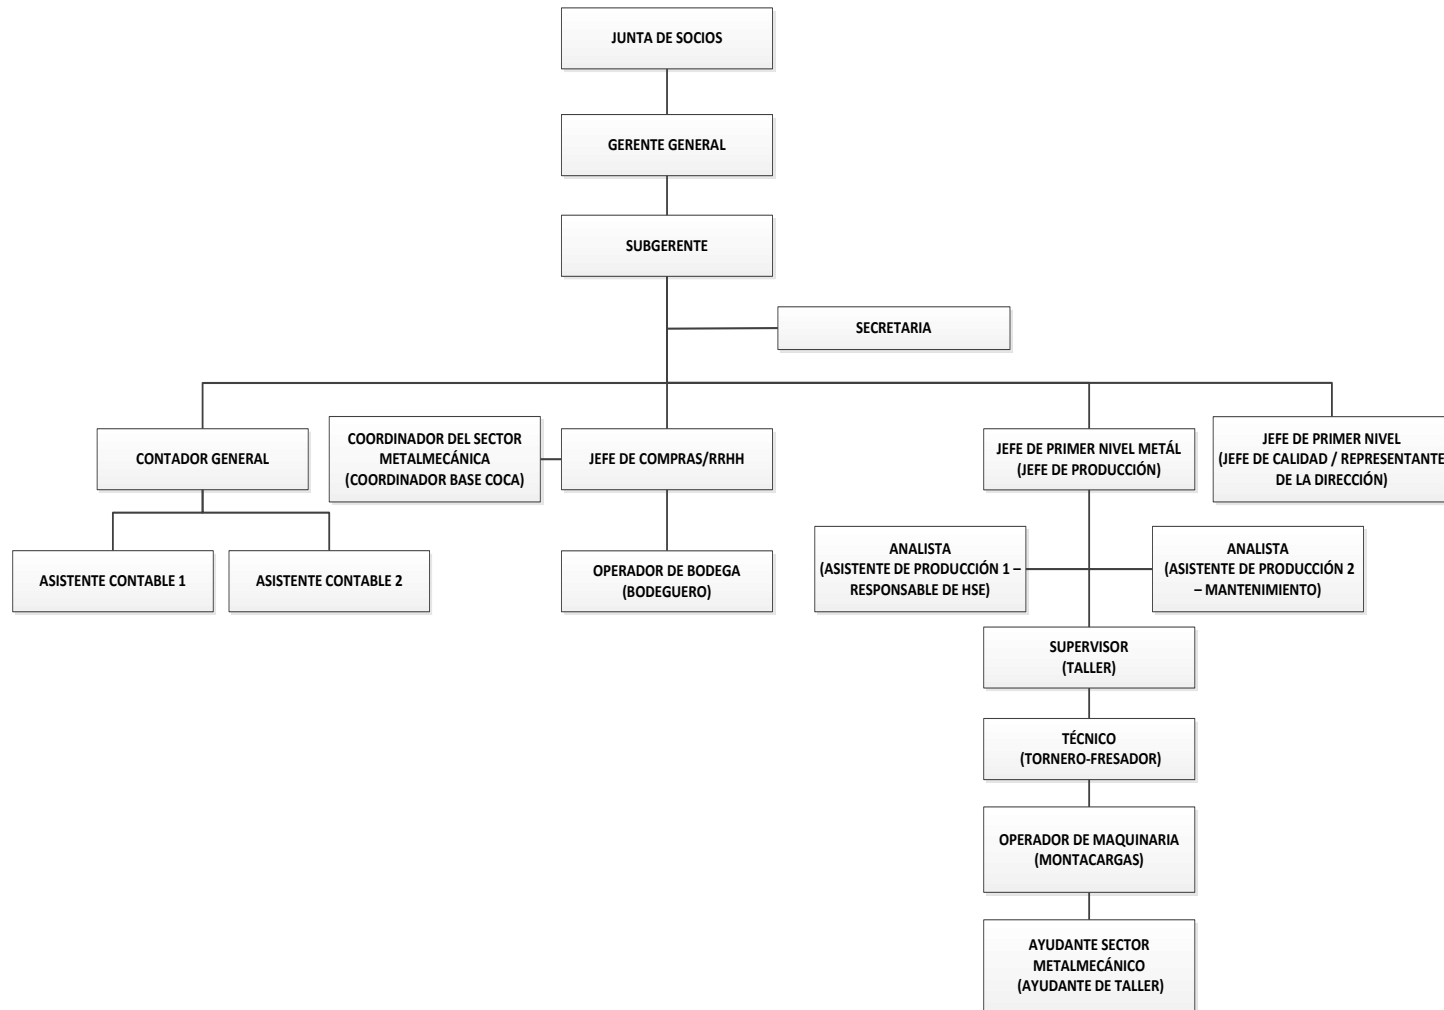 JUNTA DE SOCIOS
GERENTE GENERAL
SUBGERENTE
SECRETARIA
CONTADOR GENERAL
COORDINADOR DEL SECTOR
METALMECÁNICA
(COORDINADOR BASE COCA)
JEFE DE COMPRAS/RRHH
JEFE DE PRIMER NIVEL METÁL
(JEFE DE PRODUCCIÓN)
JEFE DE PRIMER NIVEL
(JEFE DE CALIDAD / REPRESENTANTE
DE LA DIRECCIÓN)
ASISTENTE CONTABLE 1
ASISTENTE CONTABLE 2
OPERADOR DE BODEGA
(BODEGUERO)
ANALISTA
(ASISTENTE DE PRODUCCIÓN 1 –
RESPONSABLE DE HSE)
ANALISTA
(ASISTENTE DE PRODUCCIÓN 2
– MANTENIMIENTO)
SUPERVISOR
(TALLER)
TÉCNICO
(TORNERO-FRESADOR)
OPERADOR DE MAQUINARIA
(MONTACARGAS)
AYUDANTE SECTOR
METALMECÁNICO
(AYUDANTE DE TALLER)